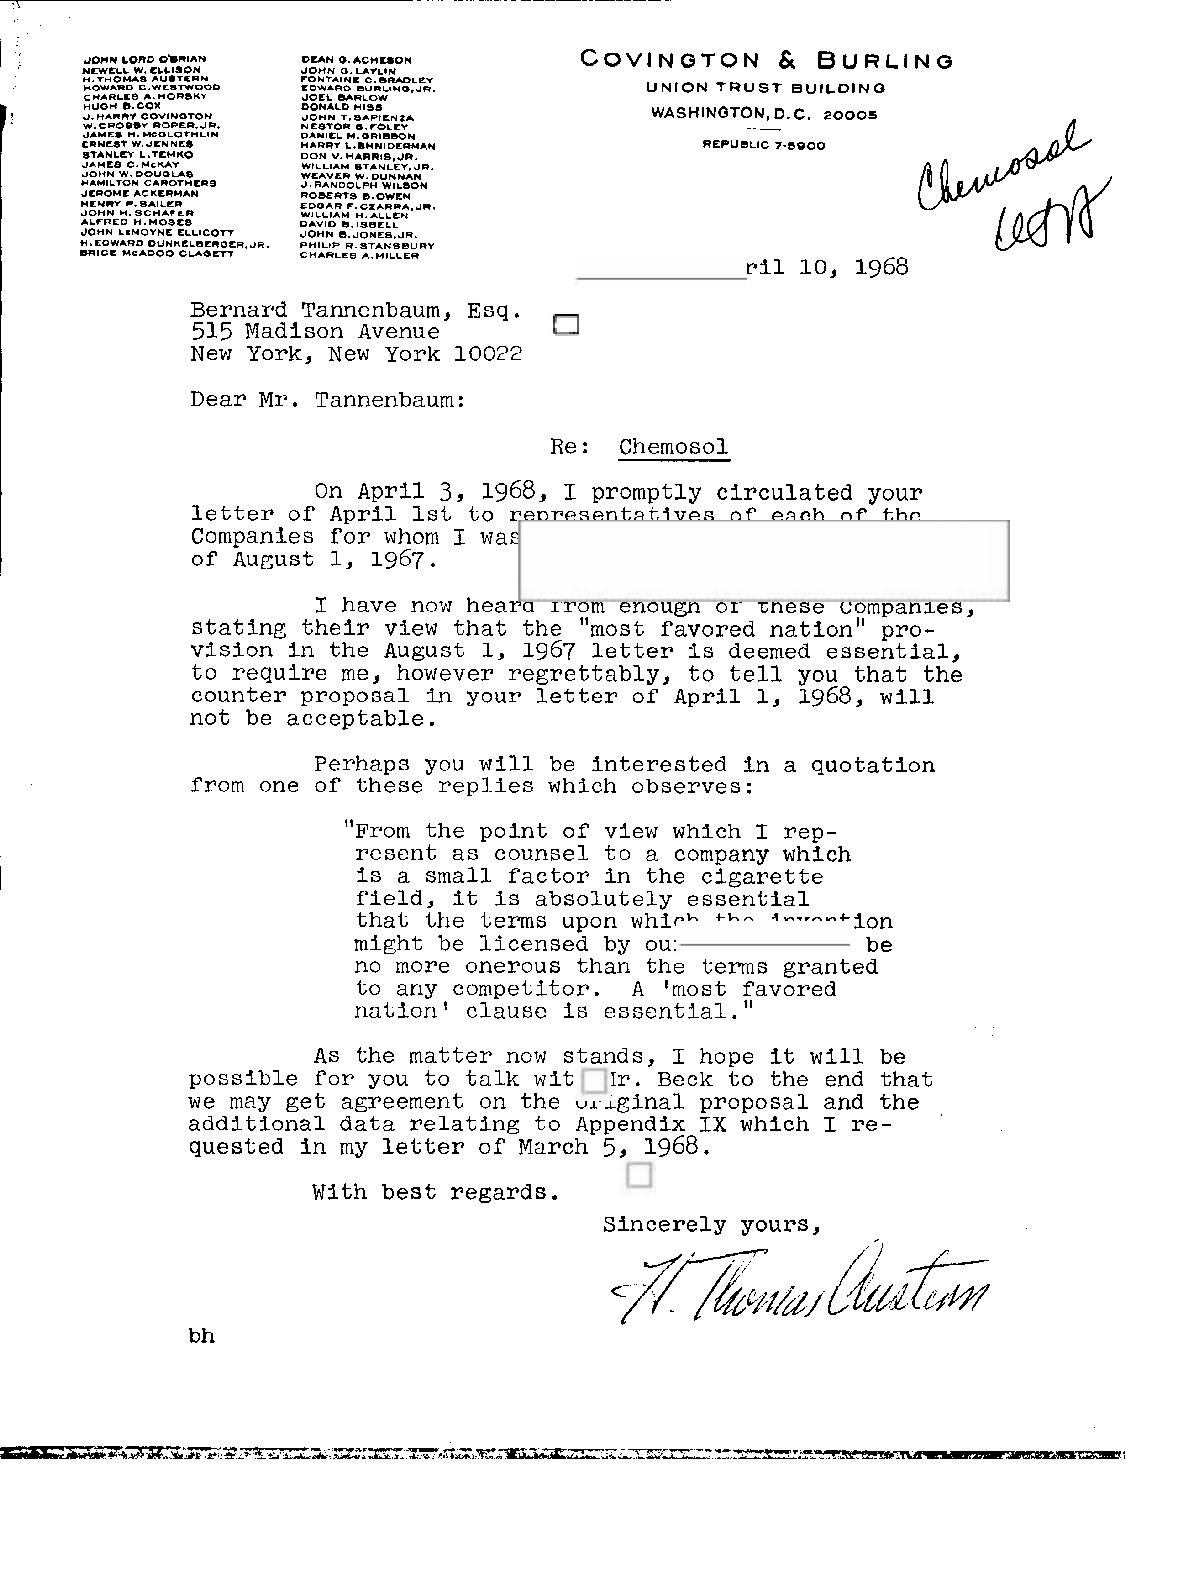 JOHN LORD O'BRIAN
NEWELL W. ELLISON
H. THOMAS AUSTERN
HOWARD C. WESTWOOD
CHARLES A. HORSKY
HUGH B. COX
J. HARRY COVINGTON
W. CROSBY ROPER, JR.
JAMES H. McGLOTHLIN
ERNEST W. JENNES
STANLEY L. TEMKO
JAMES C. McKAY
JOHN W. DOUGLAS
HAMILTON CAROTHERS
JEROME ACKERMAN
HENRY P. SAILER
JOHN H. SCHAFER
ALFRED H. MOSES
JOHN LEMOYNE ELLICOTT
H. EDWARD DUNKELBERGER, JR.
BRICE McADOO CLAGETT
DEAN G. ACHESON
JOHN G. LAYLIN
FONTAINE C. BRADLEY
EDWARD BURLING, JR.
JOEL BARLOW
DONALD HISS
JOHN T. SAPIENZA
NESTOR S. FOLEY
DANIEL M. GRIBBON
HARRY L. SHNIDERMAN
DON V. HARRIS, JR.
WILLIAM STANLEY, JR.
WEAVER W. DUNNAN
J. RANDOLPH WILSON
ROBERTS B. OWEN
EDGAR F. CZARRA, JR.
WILLIAM H. ALLEN
DAVID B. ISBELL
JOHN B. JONES, JR.
PHILIP R. STANSBURY
CHARLES A. MILLER
COVINGTON & BURLING
UNION TRUST BUILDING
WASHINGTON, D.C. 20005
REPUBLIC 7-5900
Chemosol
ril 10, 1968
Bernard Tannenbaum, Esq.
515 Madison Avenue
New York, New York 10022
Dear Mr. Tannenbaum:
Re: Chemosol
On April 3, 1968, I promptly circulated your
letter of April 1st to representatives of each of the
Companies for whom I was
of August 1, 1967.
I have now heard from enough of these Companies,
stating their view that the "most favored nation" pro-
vision in the August 1, 1967 letter is deemed essential,
to require me, however regrettably, to tell you that the
counter proposal in your letter of April 1, 1968, will
not be acceptable.
Perhaps you will be interested in a quotation
from one of these replies which observes:
"From the point of view which I rep-
resent as counsel to a company which
is a small factor in the cigarette
field, it is absolutely essential
that the terms upon which the invention
might be licensed by ou be
no more onerous than the terms granted
to any competitor. A 'most favored
nation' clause is essential."
As the matter now stands, I hope it will be
possible for you to talk wit r. Beck to the end that
we may get agreement on the original proposal and the
additional data relating to Appendix IX which I re-
quested in my letter of March 5, 1968.
With best regards.
Sincerely yours,
H. Thomas Austern
bh